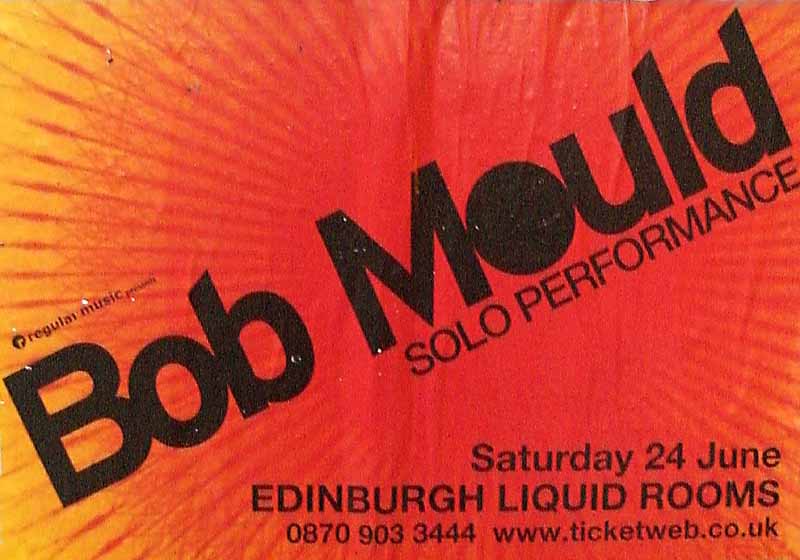 regular music presents
Bob Mould
SOLO PERFORMANCE
Saturday 24 June
EDINBURGH LIQUID ROOMS
0870 903 3444 www.ticketweb.co.uk